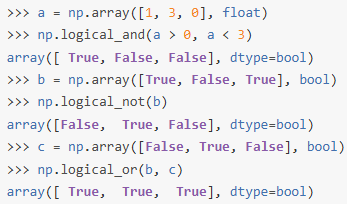 >>> a = np.array([1, 3, 0], float)
>>> np.logical_and(a > 0, a < 3)
array([ True, False, False], dtype=bool)
>>> b = np.array([True, False, True], bool)
>>> np.logical_not(b)
array([False,  True, False], dtype=bool)
>>> c = np.array([False, True, False], bool)
>>> np.logical_or(b, c)
array([ True,  True,  True], dtype=bool)